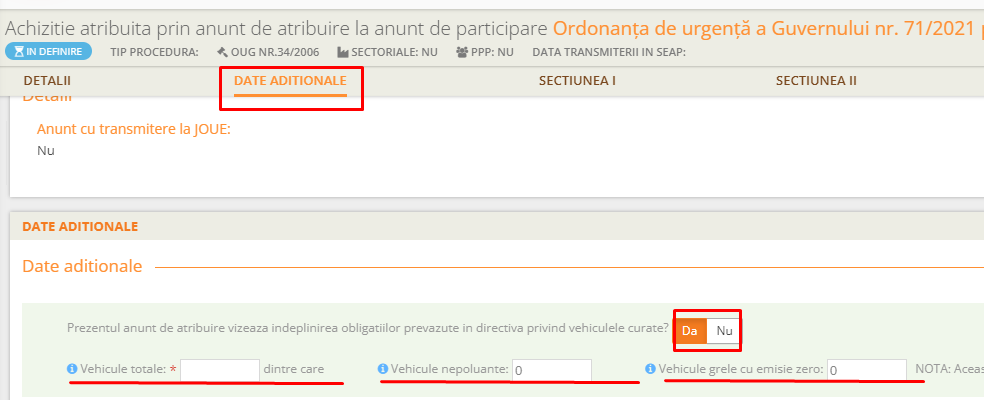 Achizitie atribuita prin anunt de atribuire la anunt de participare Ordonanța de urgență a Guvernului nr. 71/2021
IN DEFINIRE TIP PROCEDURA: OUG NR.34/2006 SECTORIALE: NU PPP: NU DATA TRANSMITERII IN SEAP:
DETALII DATE ADITIONALE SECTIUNEA I SECTIUNEA II
Detalii
Anunt cu transmitere la JOUE:
Nu
DATE ADITIONALE
Date aditionale
Prezentul anunt de atribuire vizeaza indeplinirea obligatiilor prevazute in directiva privind vehiculele curate? Da Nu
Vehicule totale: * dintre care Vehicule nepoluante: 0 Vehicule grele cu emisie zero: 0 NOTA: Aceas